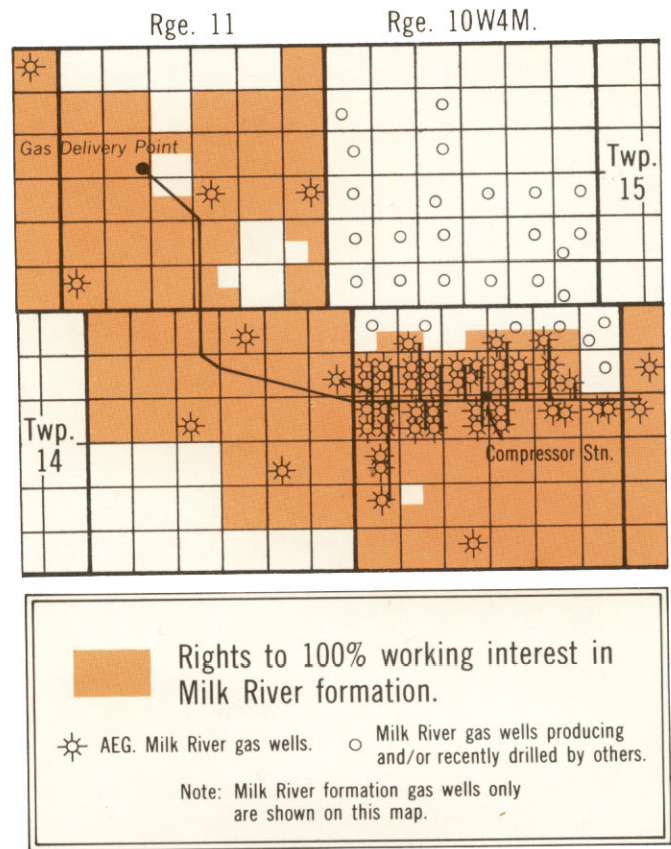 Rge. 11 Rge. 10W4M.
Gas Delivery Point
Twp.
15
Twp.
14
Compressor Stn.
Rights to 100% working interest in
Milk River formation.
AEG. Milk River gas wells.
Milk River gas wells producing
and/or recently drilled by others.
Note: Milk River formation gas wells only
are shown on this map.